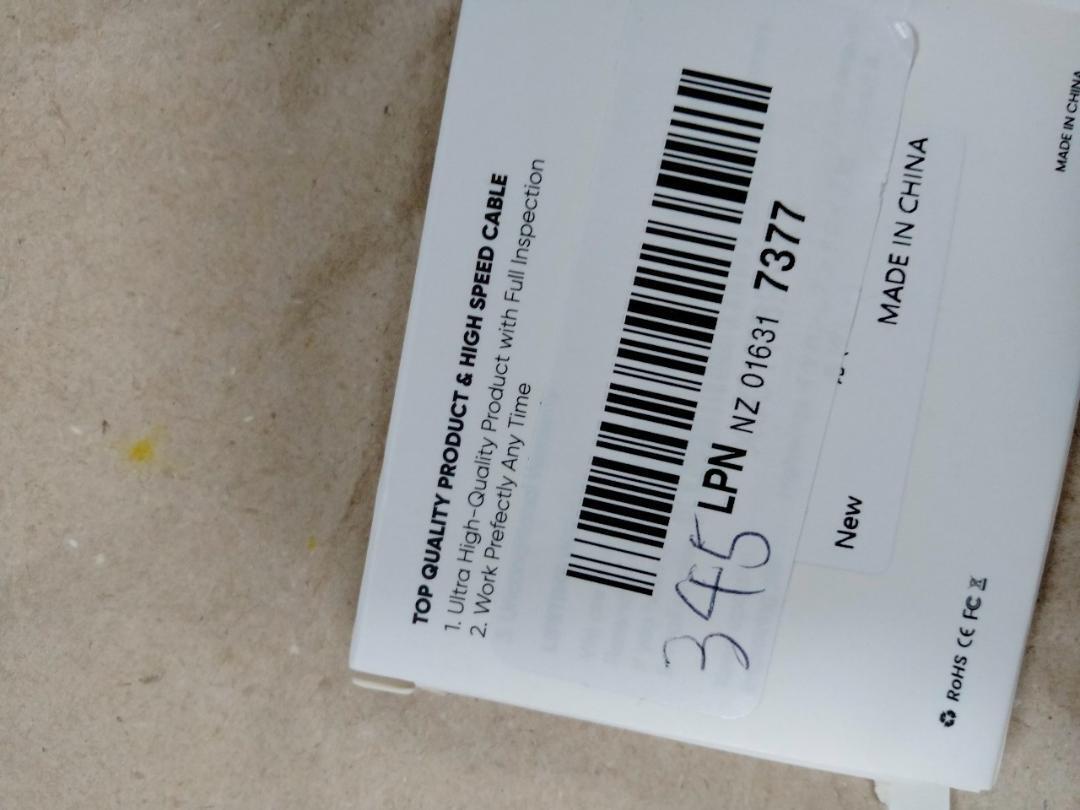 TOP QUALITY PRODUCT & HIGH SPEED CABLE
1. Ultra High-Quality Product with Full Inspection
2. Work Prefectly Any Time
LPN NZ 01631 7377
345
New
MADE IN CHINA
RoHS CE FC
MADE IN CHINA